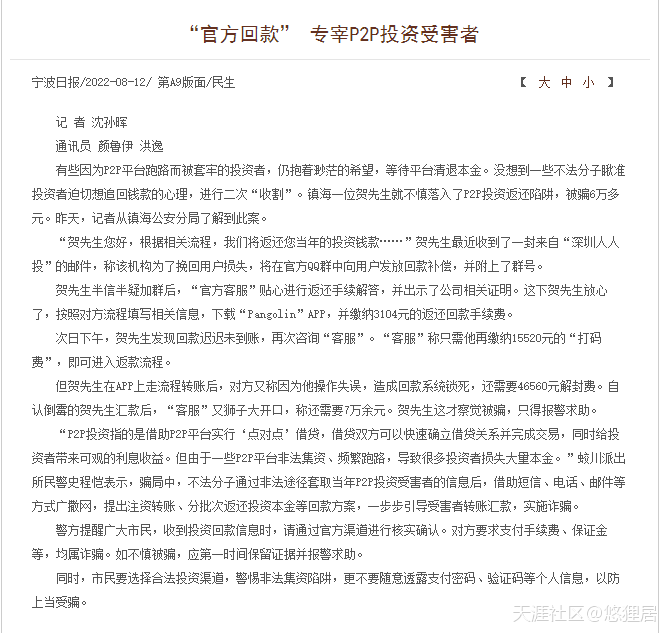 “官方回款” 专宰P2P投资受害者
宁波日报/2022-08-12/ 第A9版面/民生
【 大 中 小 】
记 者 沈孙晖
通讯员 颜鲁伊 洪逸
有些因为P2P平台跑路而被套牢的投资者，仍抱着渺茫的希望，等待平台清退本金。没想到一些不法分子瞅准
投资者迫切想追回钱款的心理，进行二次“收割”。镇海一位贺先生就不慎落入了P2P投资返还陷阱，被骗6万多
元。昨天，记者从镇海公安分局了解到此案。
“贺先生您好，根据相关流程，我们将返还您当年的投资钱款……”贺先生最近收到了一封来自“深圳人人
投”的邮件，称该机构为了挽回用户损失，将在官方QQ群中向用户发放回款补偿，并附上了群号。
贺先生半信半疑加群后，“官方客服”贴心进行返还手续解答，并出示了公司相关证明。这下贺先生放心
了，按照对方流程填写相关信息，下载“Pangolin”APP，并缴纳3104元的返还回款手续费。
次日下午，贺先生发现回款迟迟未到账，再次咨询“客服”。“客服”称只需他再缴纳15520元的“打码
费”，即可进入返款流程。
但贺先生在APP上走流程转账后，对方又称因为他操作失误，造成回款系统锁死，还需要46560元解封费。自
认倒霉的贺先生汇款后，“客服”又狮子大开口，称还需要7万余元。贺先生这才察觉被骗，只得报警求助。
“P2P投资指的是借助P2P平台实行‘点对点’借贷，借贷双方可以快速确立借贷关系并完成交易，同时给投
资者带来可观的利息收益。但由于一些P2P平台非法集资、频繁跑路，导致很多投资者损失大量本金。”蛟川派出
所民警史程恺表示，骗局中，不法分子通过非法途径套取当年P2P投资受害者的信息后，借助短信、电话、邮件等
方式广撒网，提出注资转账、分批次返还投资本金等回款方案，一步步引导受害者转账汇款，实施诈骗。
警方提醒广大市民，收到投资回款信息时，请通过官方渠道进行核实确认。对方要求支付手续费、保证金
等，均属诈骗。如不慎被骗，应第一时间保留证据并报警求助。
同时，市民要选择合法投资渠道，警惕非法集资陷阱，更不要随意透露支付密码、验证码等个人信息，以防
上当受骗。
天涯社区@悠狸居